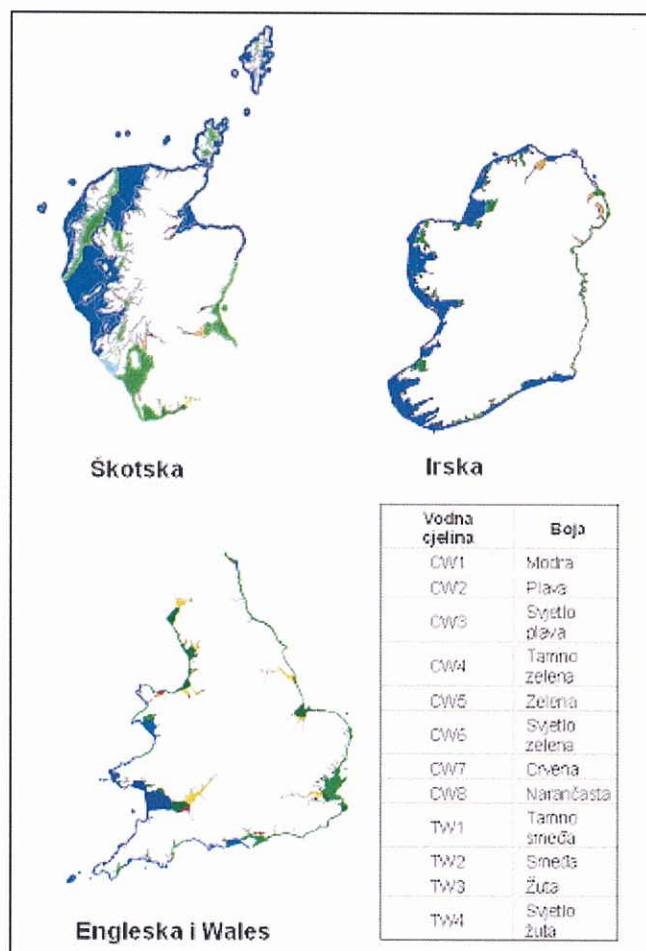 Škotska
Irska
Vodna
cjelina
Boja
CW1 Modra
CW2 Plava
CW3 Svjetlo
plava
CW4 Tamno
zelena
CW5 Zelena
CW6 Svjetlo
zelena
CW7 Crvena
CW8 Narančasta
TW1 Tamno
smeđa
TW2 Smeđa
TW3 Žuta
TW4 Svjetlo
žuta
Engleska i Wales